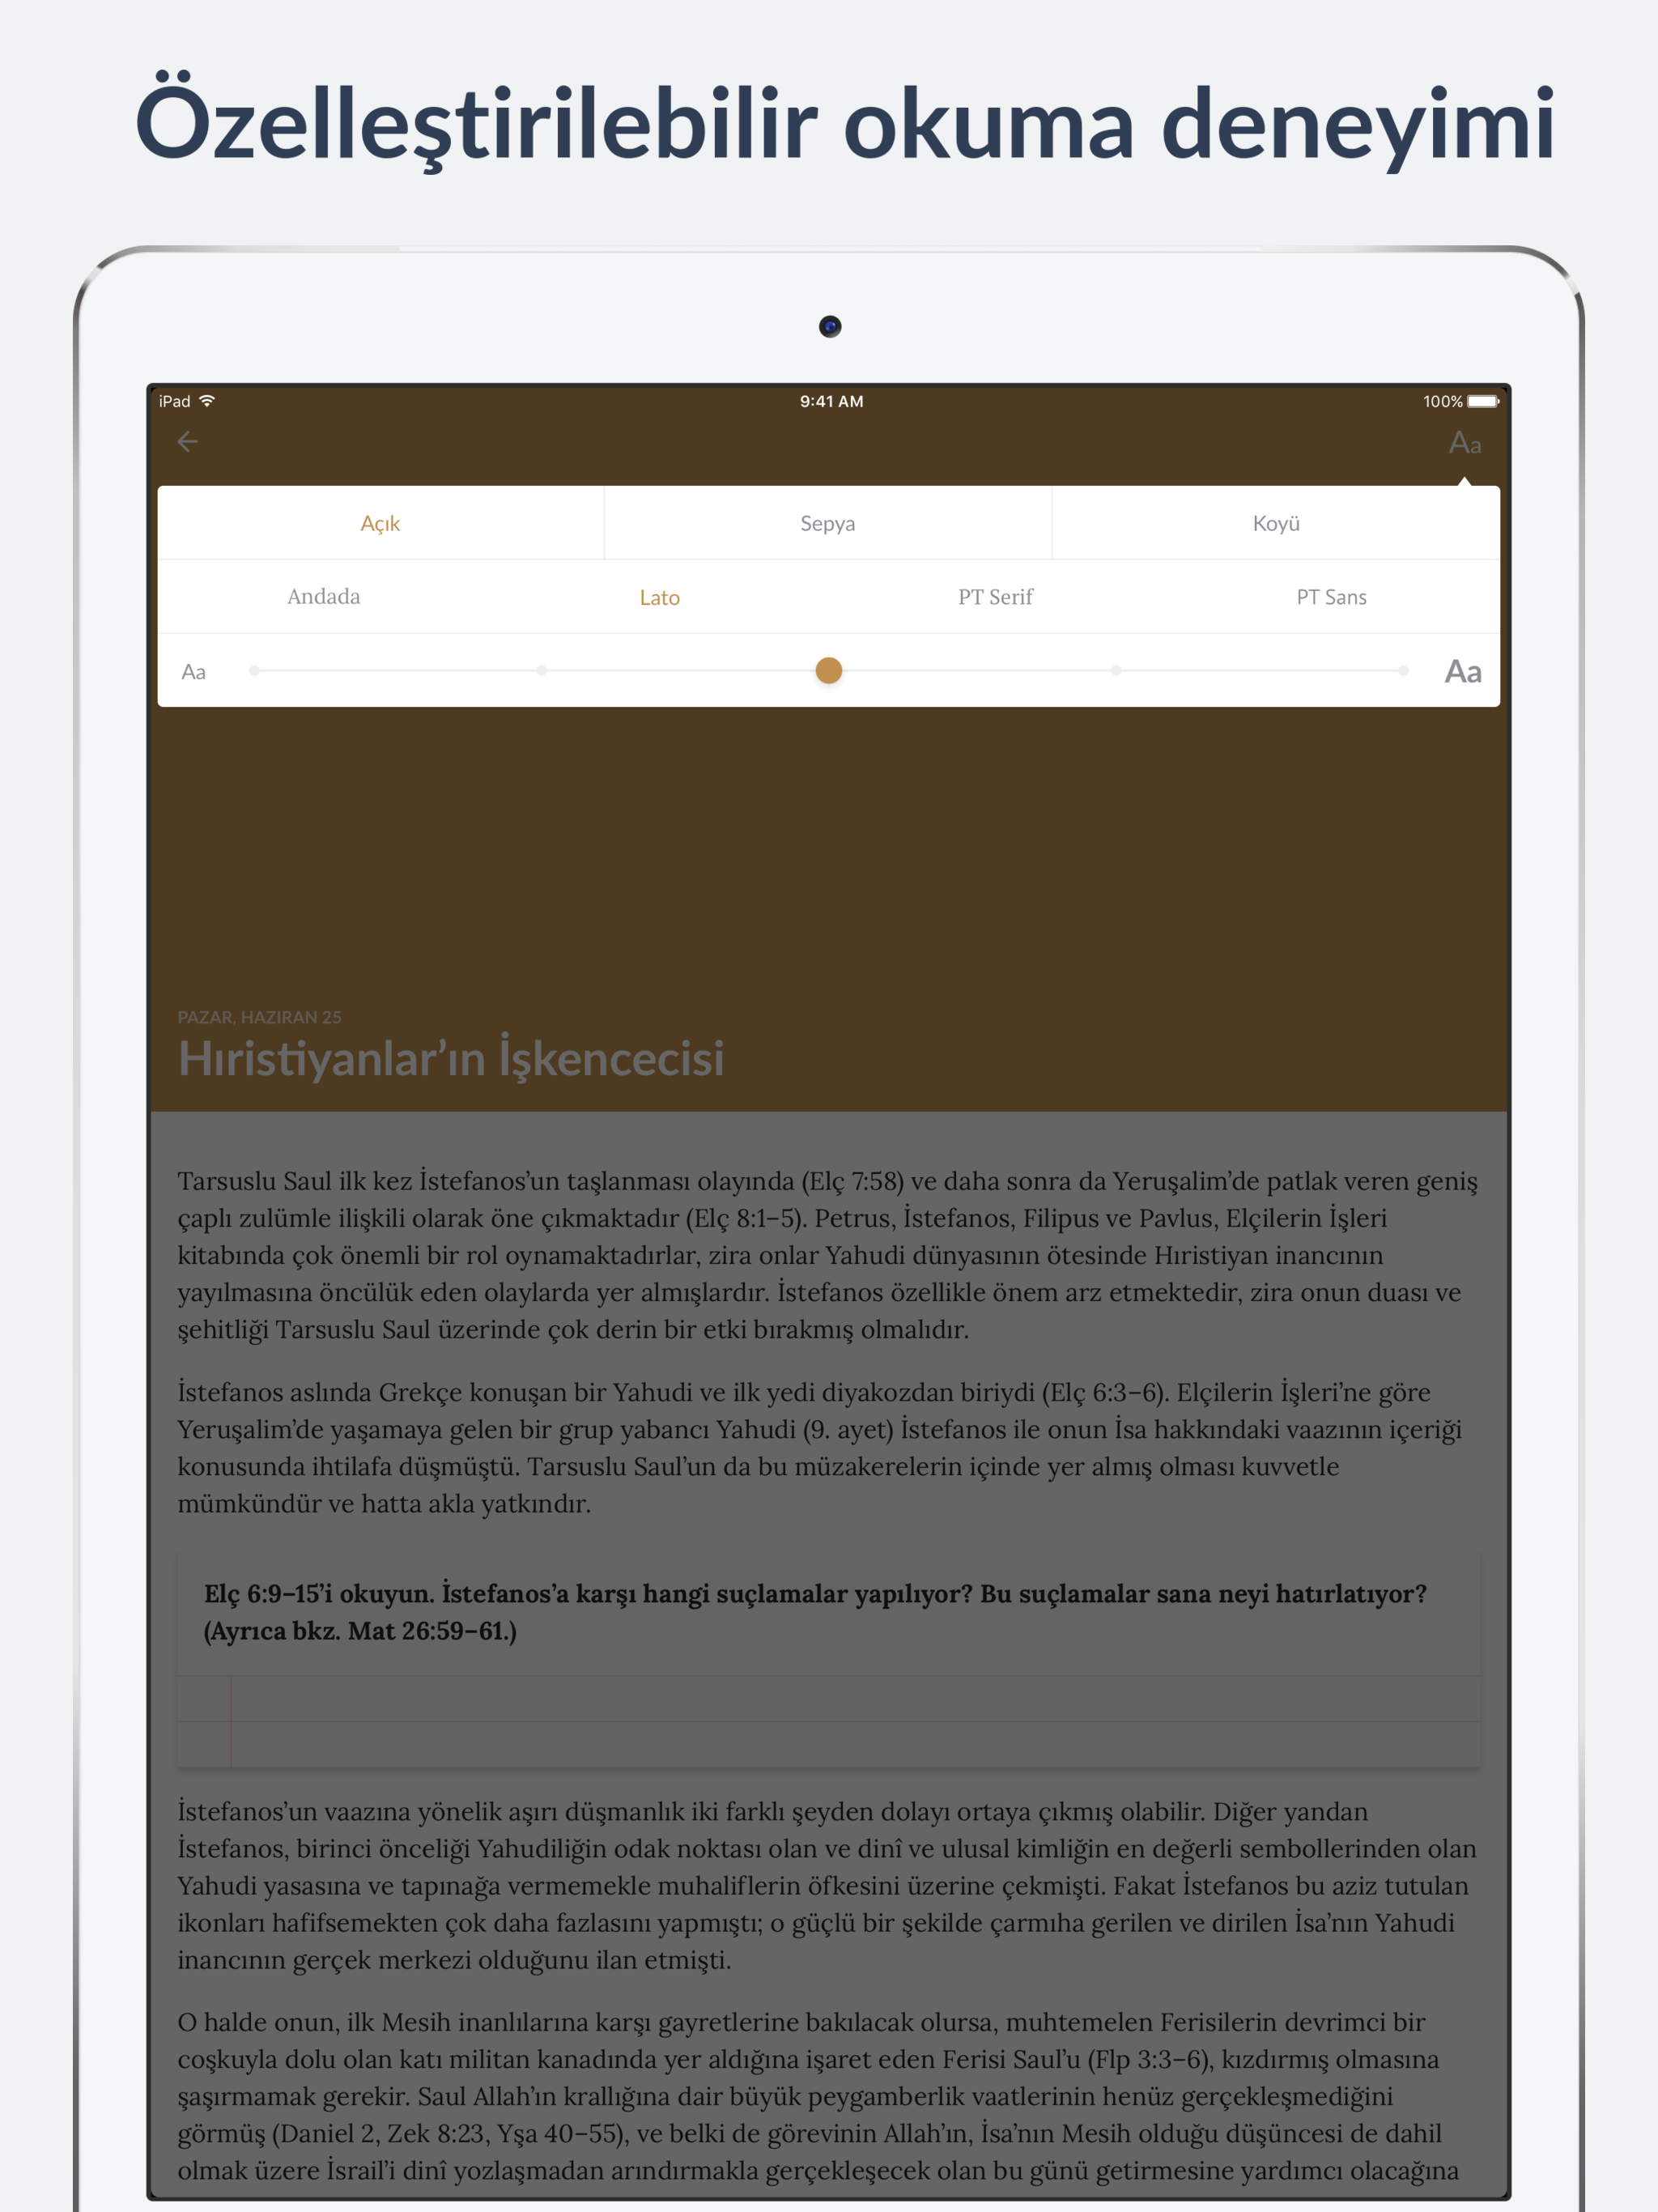 Özelleştirilebilir okuma deneyimi
iPad 9:41 AM 100%
Aa
Açık Sepya Koyü
Andada Lato PT Serif PT Sans
Aa Aa
PAZAR, HAZIRAN 25
Hıristiyanlar’ın İşkencecisi
Tarsuslu Saul ilk kez İstefanos’un taşlanması olayında (Elç 7:58) ve daha sonra da Yeruşalim’de patlak veren geniş
çaplı zulümle ilişkili olarak öne çıkmaktadır (Elç 8:1–5). Petrus, İstefanos, Filipus ve Pavlus, Elçilerin İşleri
kitabında çok önemli bir rol oynamaktadırlar, zira onlar Yahudi dünyasının ötesinde Hıristiyan inancının
yayılmasına öncülük eden olaylarda yer almışlardır. İstefanos özellikle önem arz etmektedir, zira onun duası ve
şehitliği Tarsuslu Saul üzerinde çok derin bir etki bırakmış olmalıdır.
İstefanos aslında Grekçe konuşan bir Yahudi ve ilk yedi diyakozdan biriydi (Elç 6:3–6). Elçilerin İşleri’ne göre
Yeruşalim’de yaşamaya gelen bir grup yabancı Yahudi (9. ayet) İstefanos ile onun İsa hakkındaki vaazının içeriği
konusunda ihtilafa düşmüştü. Tarsuslu Saul’un da bu müzakerelerin içinde yer almış olması kuvvetle
mümkündür ve hatta akla yatkındır.
Elç 6:9–15’i okuyun. İstefanos’a karşı hangi suçlamalar yapılıyor? Bu suçlamalar sana neyi hatırlatıyor?
(Ayrıca bkz. Mat 26:59–61.)
İstefanos’un vaazına yönelik aşırı düşmanlık iki farklı şeyden dolayı ortaya çıkmış olabilir. Diğer yandan
İstefanos, birinci önceliği Yahudiliğin odak noktası olan ve dinî ve ulusal kimliğin en değerli sembollerinden olan
Yahudi yasasına ve tapınağa vermemekle muhaliflerin öfkesini üzerine çekmişti. Fakat İstefanos bu aziz tutulan
ikonları hafifsemekten çok daha fazlasını yapmıştı; o güçlü bir şekilde çarmıha gerilen ve dirilen İsa’nın Yahudi
inancının gerçek merkezi olduğunu ilan etmişti.
O halde onun, ilk Mesih inanlılarına karşı gayretlerine bakılacak olursa, muhtemelen Ferisilerin devrimci bir
coşkuyla dolu olan katı militan kanadında yer aldığına işaret eden Ferisi Saul’u (Flp 3:3–6), kızdırmış olmasına
şaşırmamak gerekir. Saul Allah’ın krallığına dair büyük peygamberlik vaatlerinin henüz gerçekleşmediğini
görmüş (Daniel 2, Zek 8:23, Yşa 40–55), ve belki de görevinin Allah’ın, İsa’nın Mesih olduğu düşüncesi de dahil
olmak üzere İsrail’i dinî yozlaşmadan arındırmakla gerçekleşecek olan bu günü getirmesine yardımcı olacağına